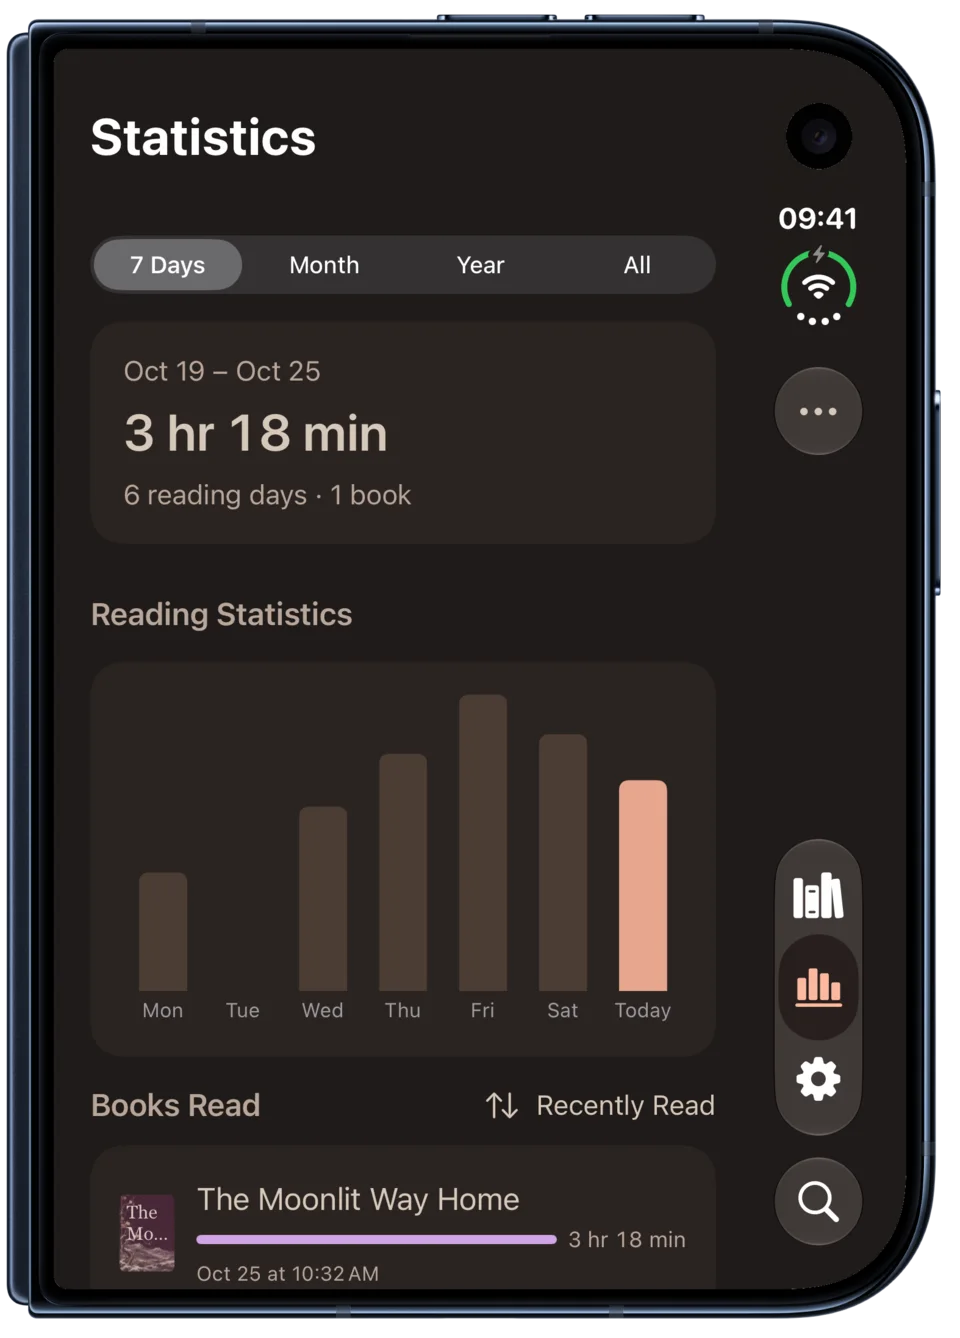 Statistics
09:41
7 Days Month Year All
Oct 19 – Oct 25
3 hr 18 min
6 reading days · 1 book
Reading Statistics
Mon Tue Wed Thu Fri Sat Today
Books Read
Recently Read
The Mo...
The Moonlit Way Home
3 hr 18 min
Oct 25 at 10:32 AM